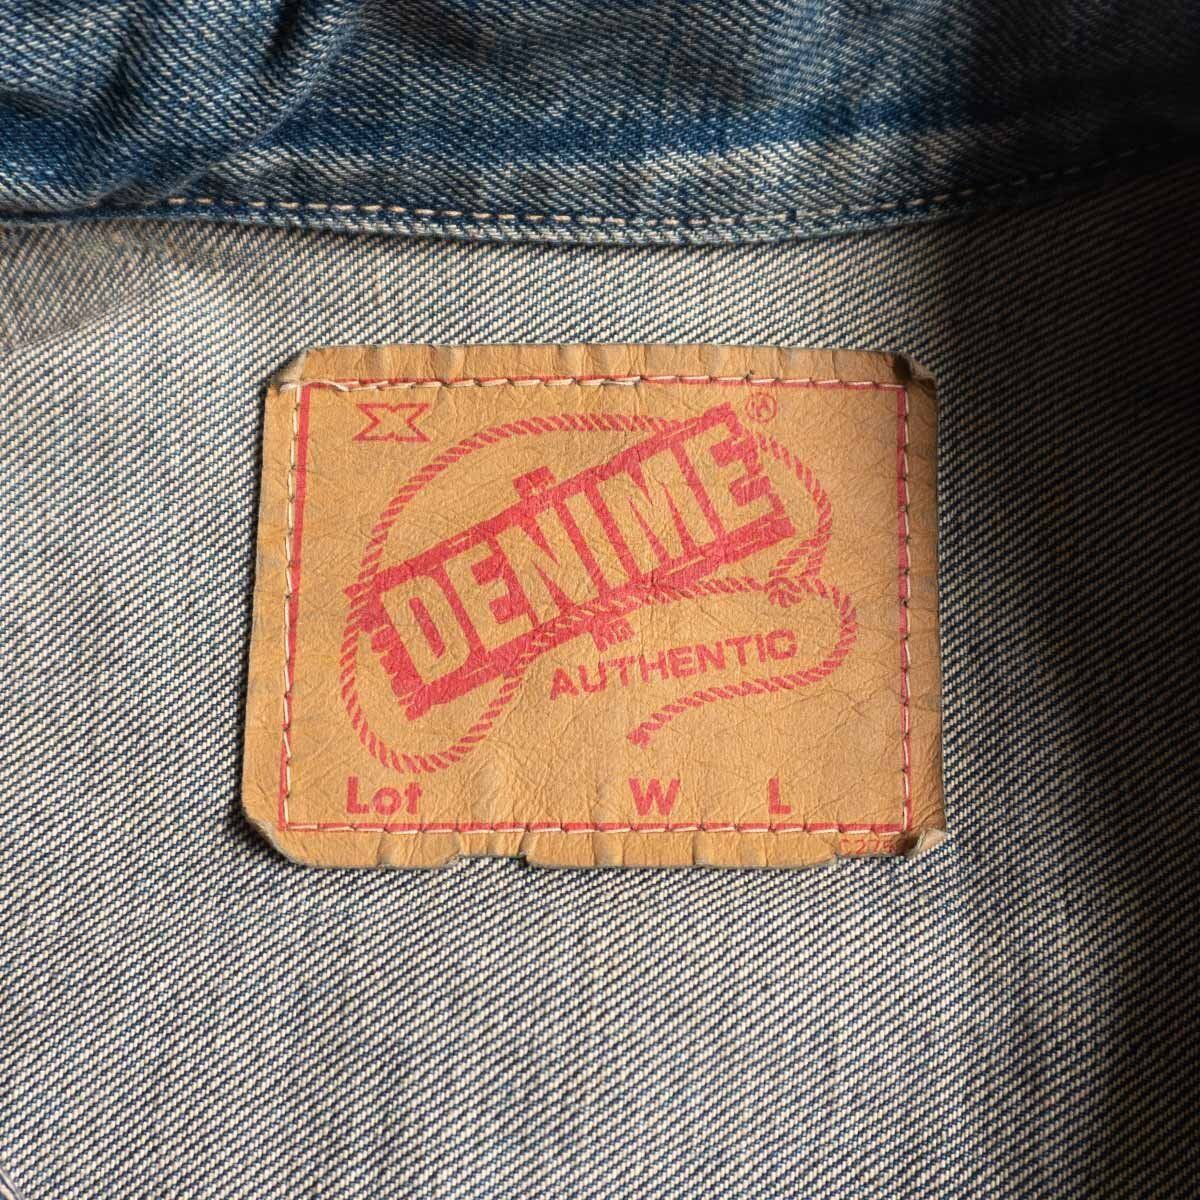 X
DENIME ®
AUTHENTIC
Lot W L